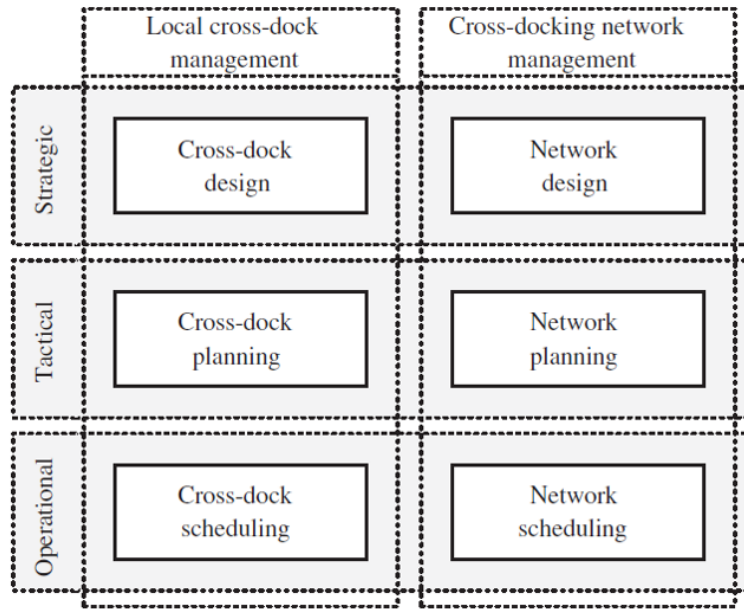 Local cross-dock
management
Cross-docking network
management
Strategic
Cross-dock
design
Network
design
Tactical
Cross-dock
planning
Network
planning
Operational
Cross-dock
scheduling
Network
scheduling